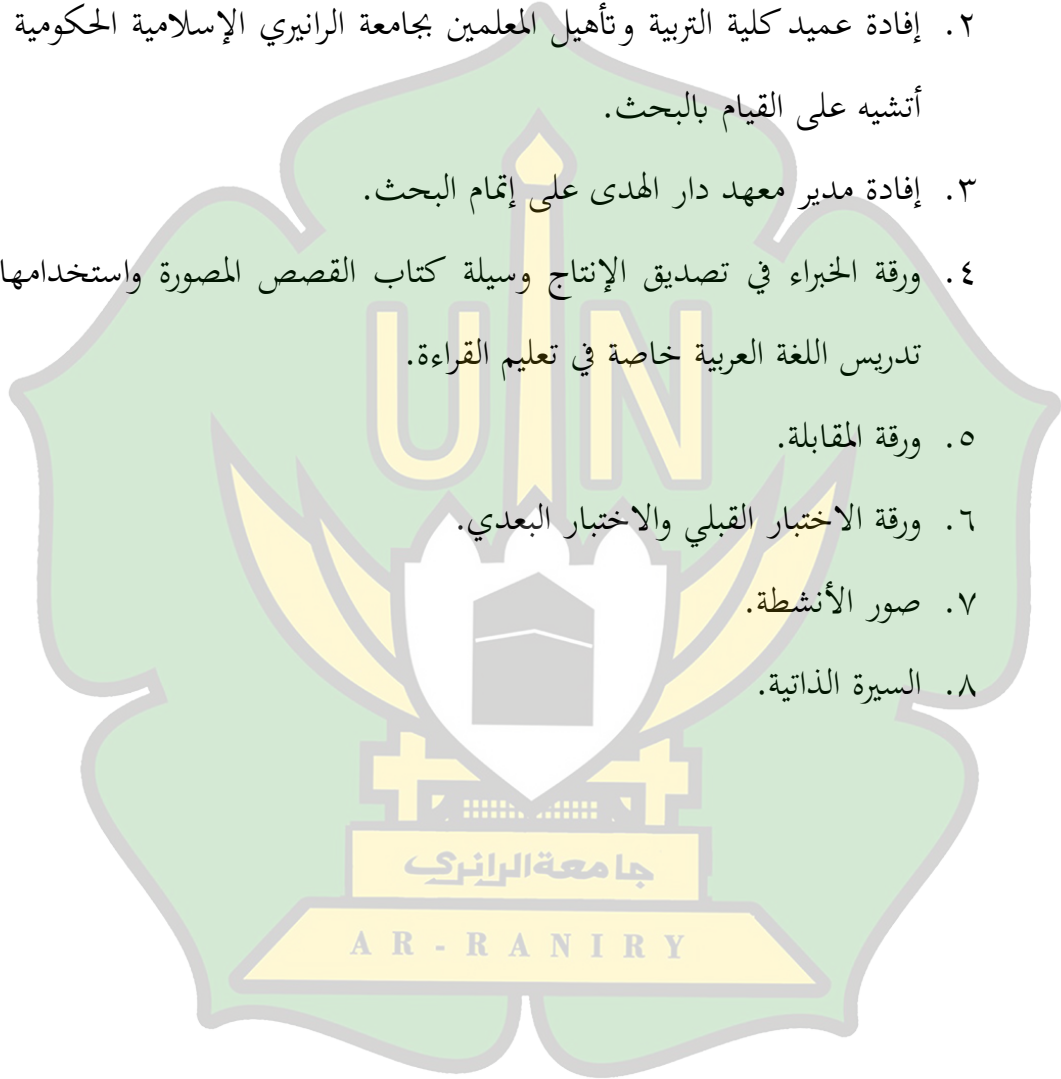 ٢. إفادة عميد كلية التربية وتأهيل المعلمين بجامعة الرانيري الإسلامية الحكومية
أتشيه على القيام بالبحث.
٣. إفادة مدير معهد دار الهدى على إتمام البحث.
٤. ورقة الخبراء في تصديق الإنتاج وسيلة كتاب القصص المصورة واستخدامها
تدريس اللغة العربية خاصة في تعليم القراءة.
٥. ورقة المقابلة.
٦. ورقة الاختبار القبلي والاختبار البعدي.
٧. صور الأنشطة.
٨. السيرة الذاتية.
UIN
جامعة الرانري
AR-RANIRY